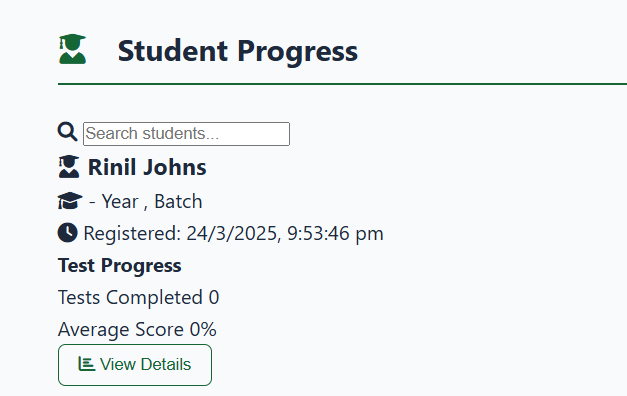 Student Progress
Search students...
Rinil Johns
- Year , Batch
Registered: 24/3/2025, 9:53:46 pm
Test Progress
Tests Completed 0
Average Score 0%
View Details